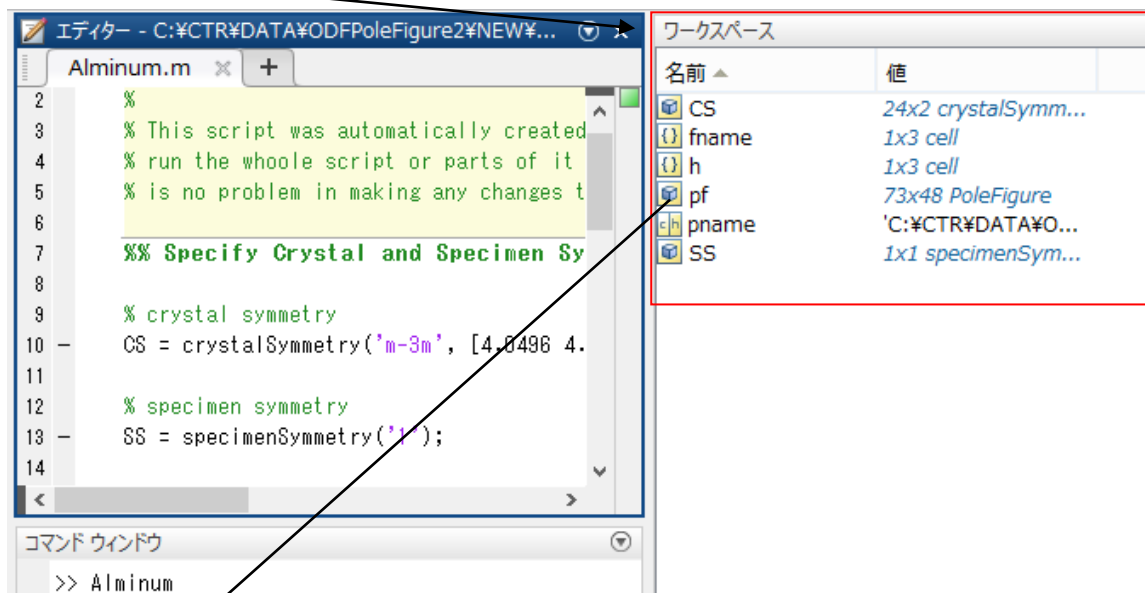 エディター - C:¥CTR¥DATA¥ODFPoleFigure2¥NEW¥...
Alminum.m
2 %
3 % This script was automatically created
4 % run the whoole script or parts of it
5 % is no problem in making any changes t
6
7 %% Specify Crystal and Specimen Sy
8
9 % crystal symmetry
10 – CS = crystalSymmetry('m-3m', [4.0496 4.
11
12 % specimen symmetry
13 – SS = specimenSymmetry('1');
14
コマンド ウィンドウ
>> Alminum
ワークスペース
名前 値
CS 24x2 crystalSymm...
fname 1x3 cell
h 1x3 cell
pf 73x48 PoleFigure
pname 'C:¥CTR¥DATA¥O...
SS 1x1 specimenSym...